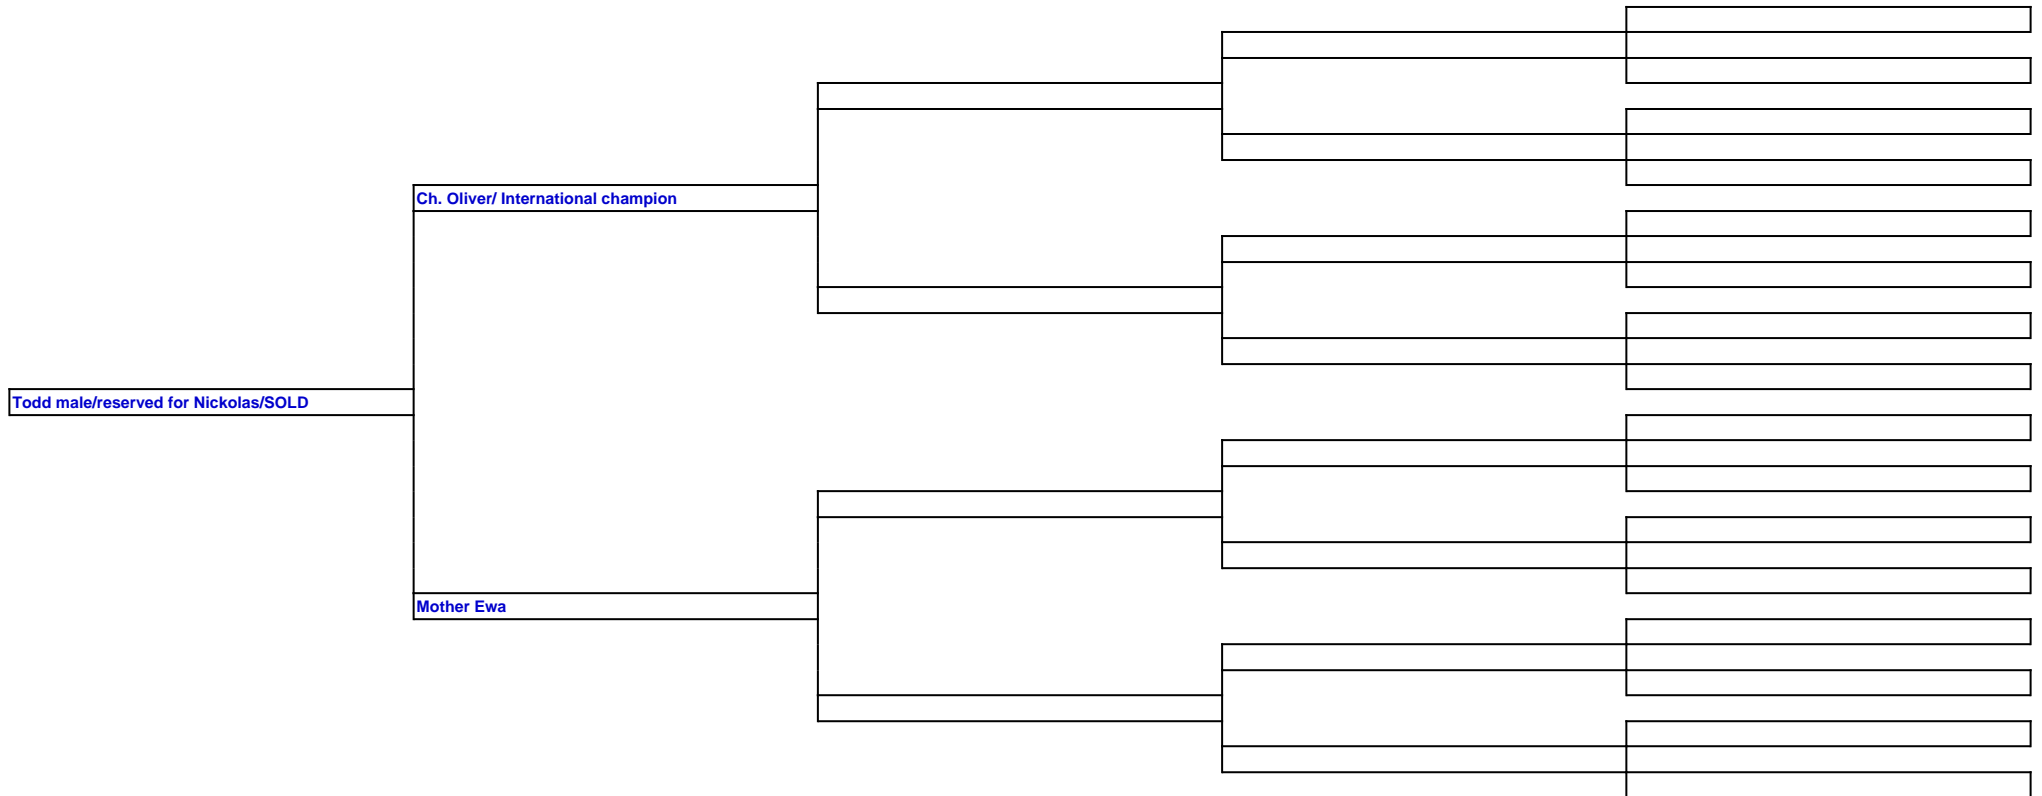 Ch. Oliver/ International champion
Todd male/reserved for Nickolas/SOLD
Mother Ewa